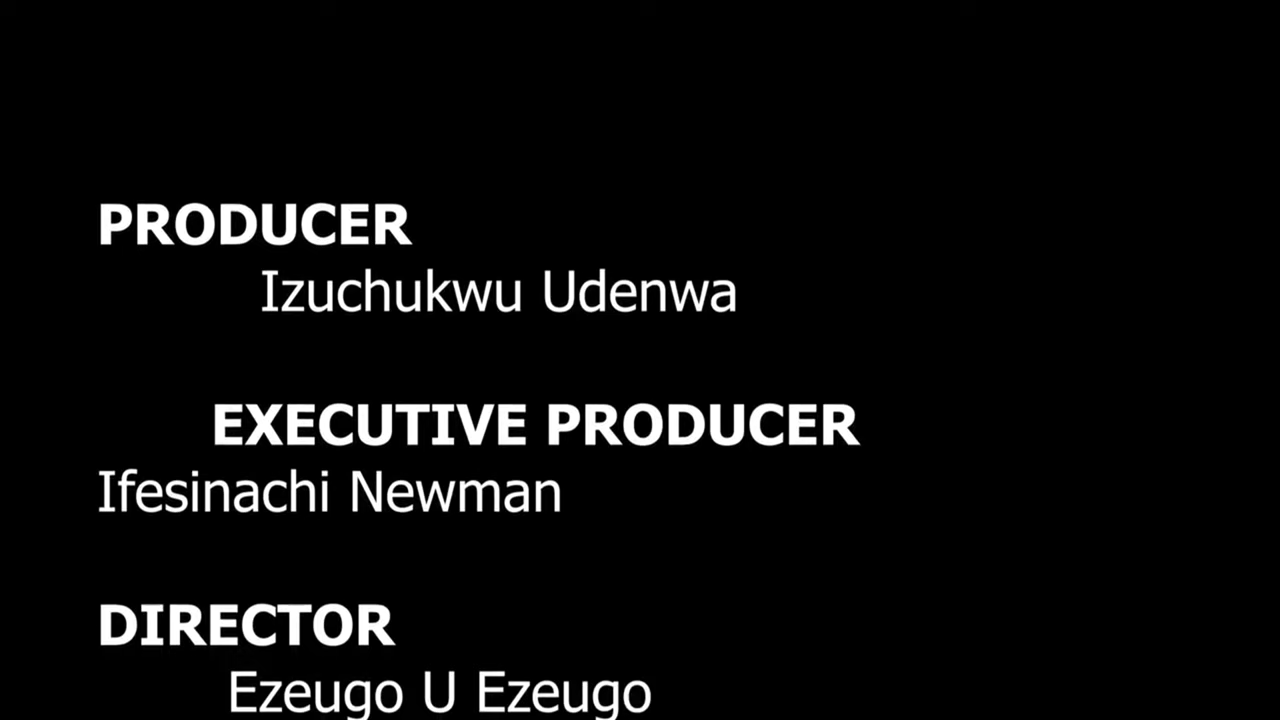 PRODUCER
Izuchukwu Udenwa
EXECUTIVE PRODUCER
Ifesinachi Newman
DIRECTOR
Ezeugo U Ezeugo